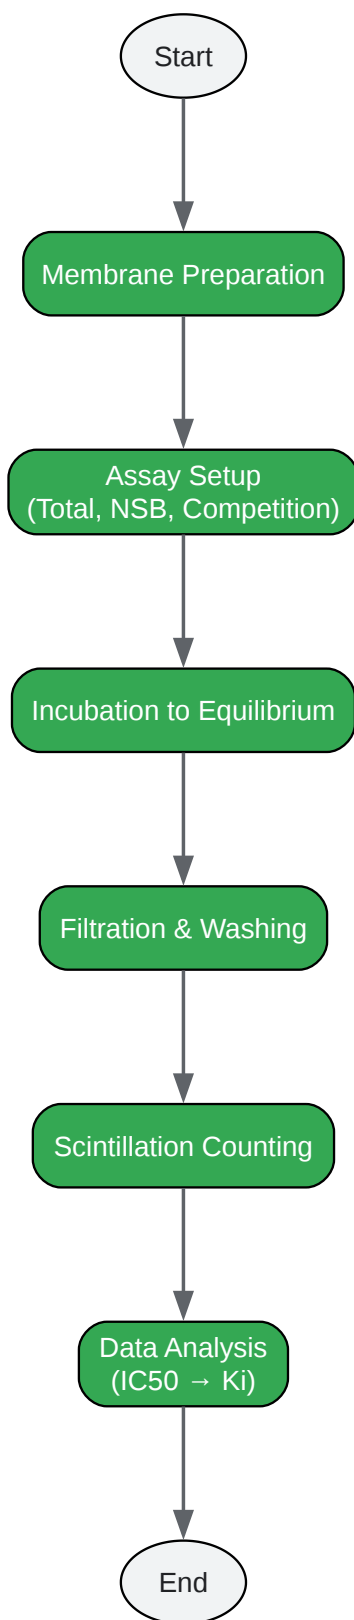 Start
Membrane Preparation
Assay Setup
(Total, NSB, Competition)
Incubation to Equilibrium
Filtration & Washing
Scintillation Counting
Data Analysis
(IC50 → Ki)
End